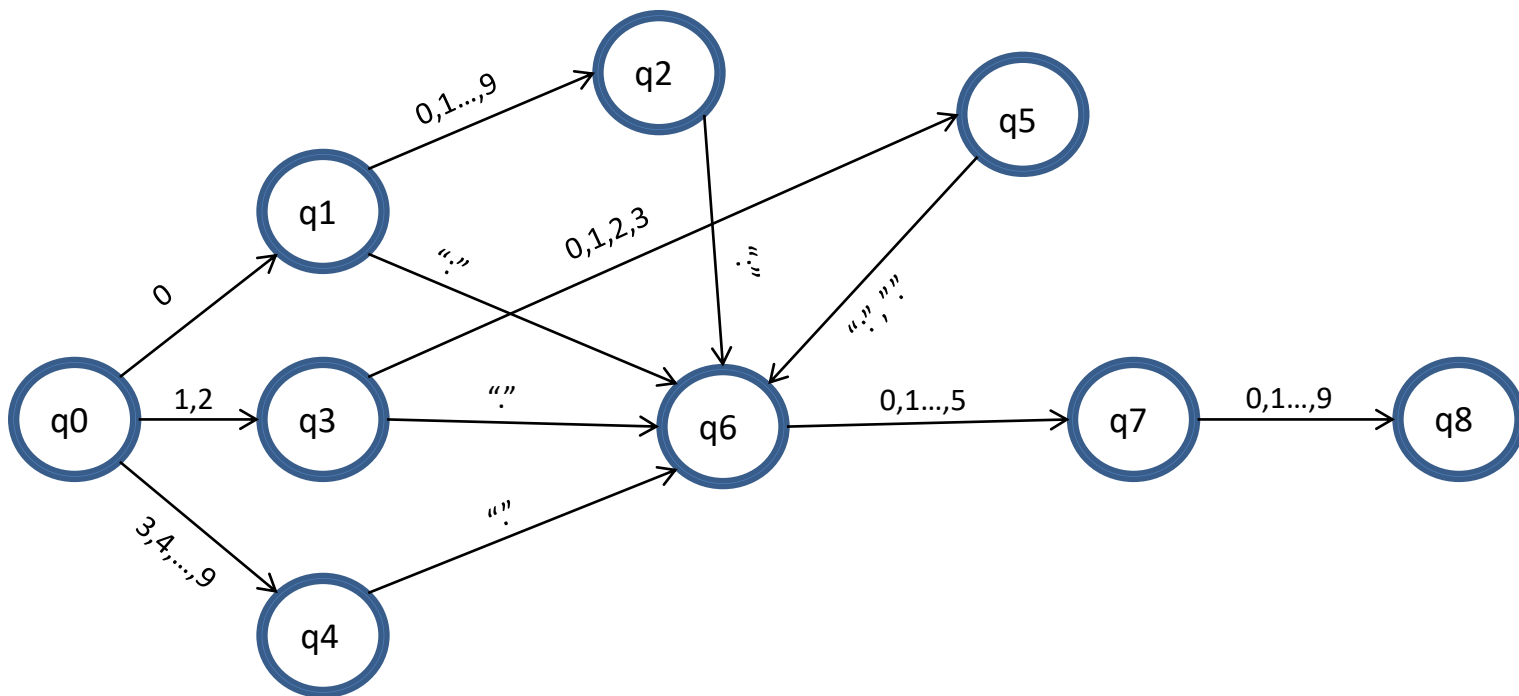 q2
0,1...,9
q5
q1
0,1,2,3
“:”
“:”
0
“:”,“.”
1,2
“.”
0,1...,5
0,1...,9
q0
q3
q6
q7
q8
“.”
3,4,...,9
q4